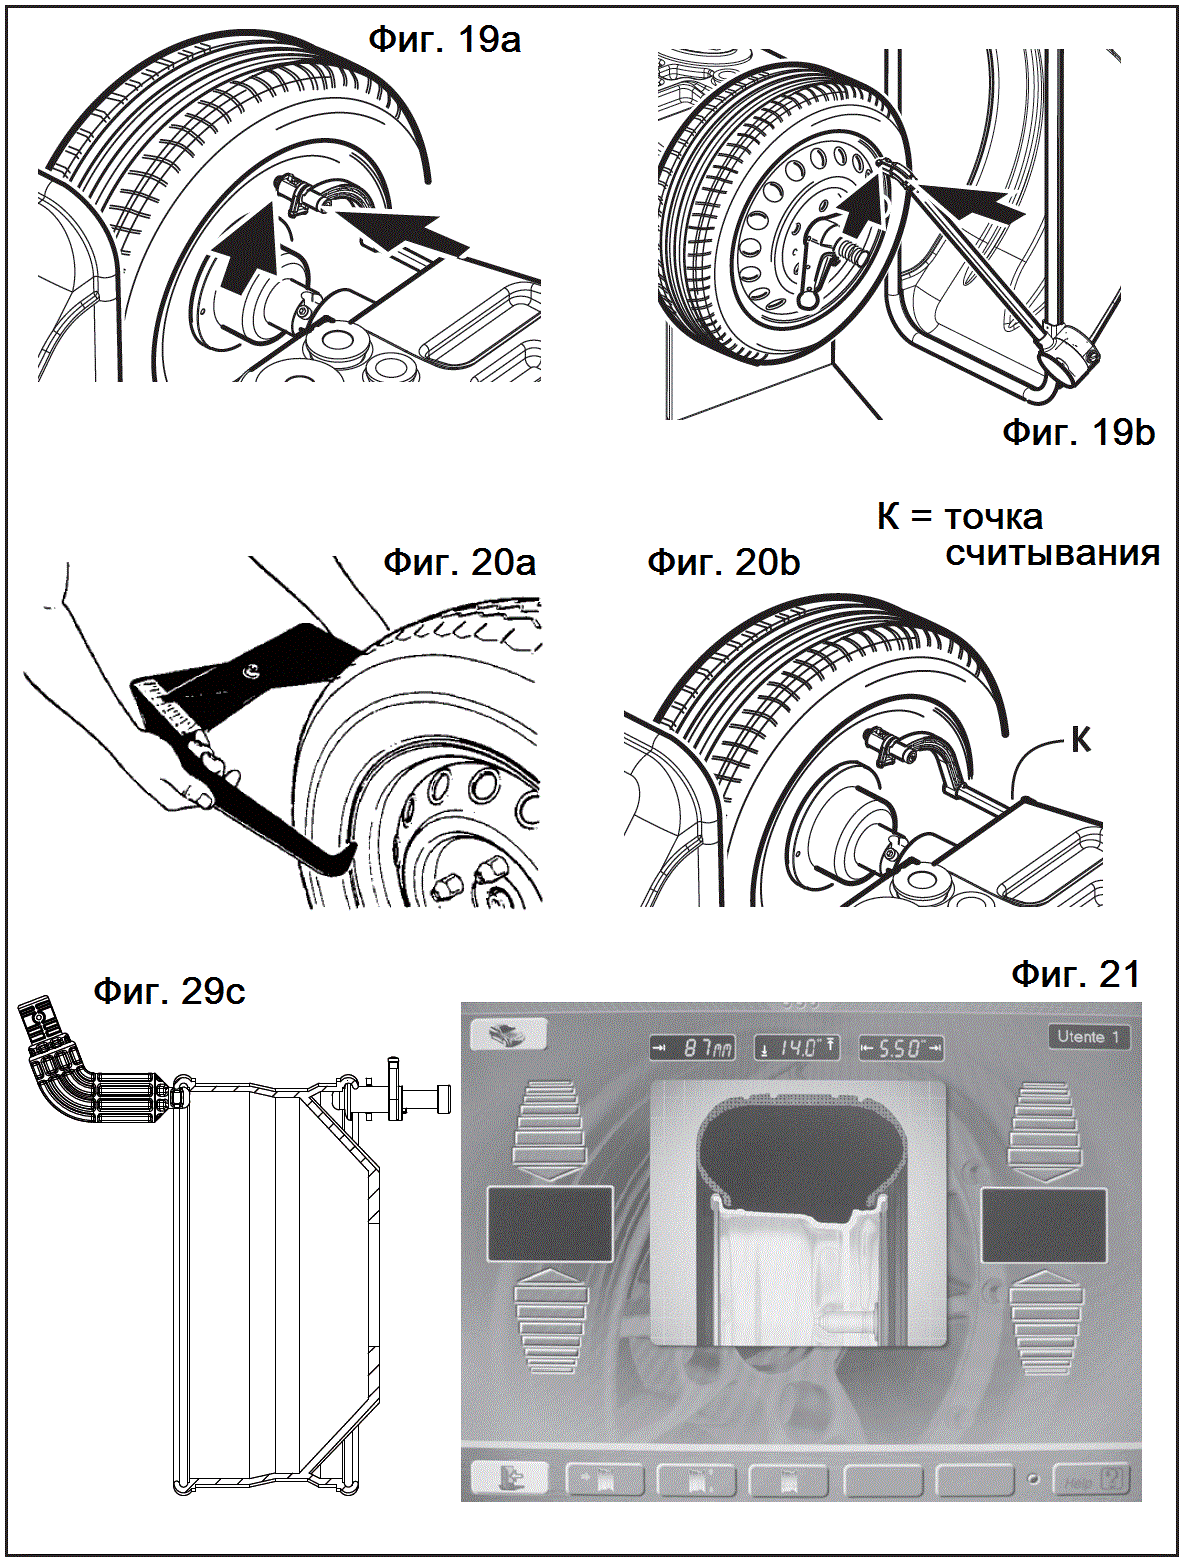 Фиг. 19a
Фиг. 19b
К = точка
считывания
Фиг. 20a
Фиг. 20b
К
Фиг. 29c
Фиг. 21
Utente 1
87mm
14.0"
5.50"
Help ?